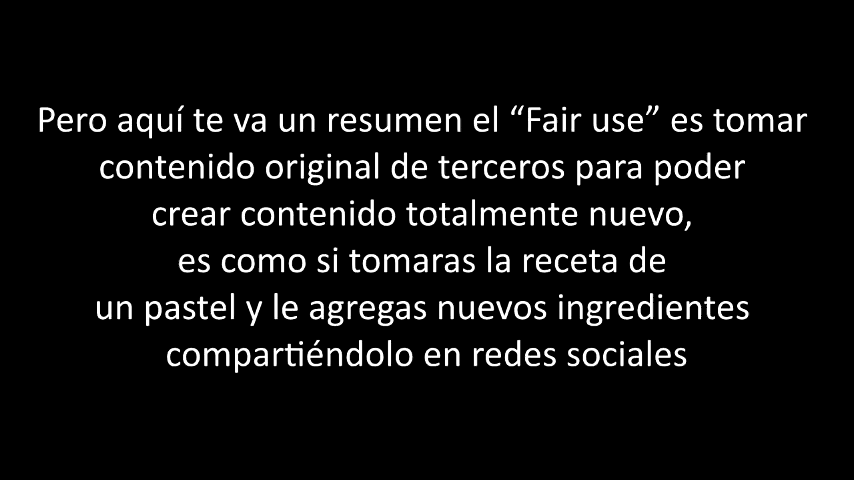 Pero aquí te va un resumen el “Fair use” es tomar
contenido original de terceros para poder
crear contenido totalmente nuevo,
es como si tomaras la receta de
un pastel y le agregas nuevos ingredientes
compartiéndolo en redes sociales